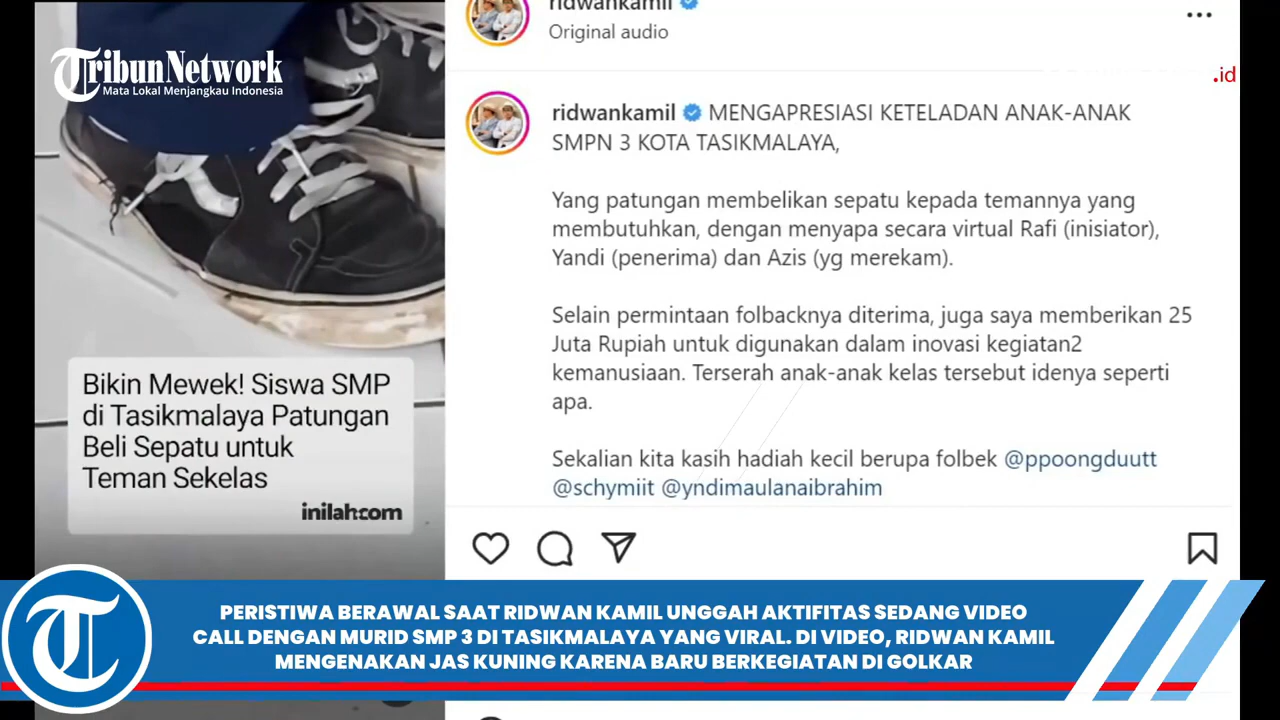 TribunNetwork
Mata Lokal Menjangkau Indonesia
ridwankamil
Original audio
.id
ridwankamil MENGAPRESIASI KETELADAN ANAK-ANAK
SMPN 3 KOTA TASIKMALAYA,
Yang patungan membelikan sepatu kepada temannya yang
membutuhkan, dengan menyapa secara virtual Rafi (inisiator),
Yandi (penerima) dan Azis (yg merekam).
Selain permintaan folbacknya diterima, juga saya memberikan 25
Juta Rupiah untuk digunakan dalam inovasi kegiatan2
kemanusiaan. Terserah anak-anak kelas tersebut idenya seperti
apa.
Sekalian kita kasih hadiah kecil berupa folbek @ppoongduutt
@schymiit @yndimaulanaibrahim
Bikin Mewek! Siswa SMP
di Tasikmalaya Patungan
Beli Sepatu untuk
Teman Sekelas
inilah.com
T
PERISTIWA BERAWAL SAAT RIDWAN KAMIL UNGGAH AKTIFITAS SEDANG VIDEO
CALL DENGAN MURID SMP 3 DI TASIKMALAYA YANG VIRAL. DI VIDEO, RIDWAN KAMIL
MENGENAKAN JAS KUNING KARENA BARU BERKEGIATAN DI GOLKAR